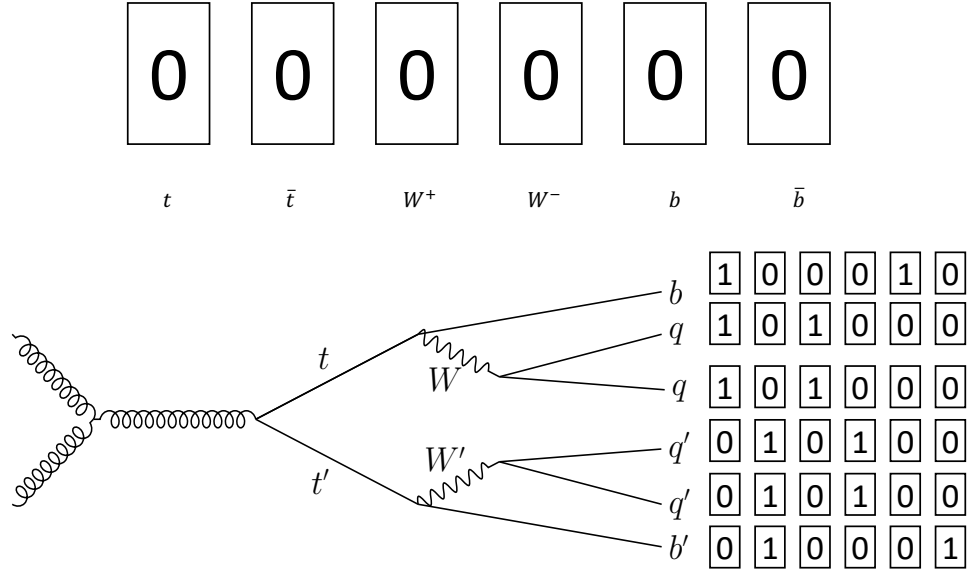 0 0 0 0 0 0
t t̄ W⁺ W⁻ b b̄
b 1 0 0 0 1 0
t q 1 0 1 0 0 0
W q 1 0 1 0 0 0
W′ q′ 0 1 0 1 0 0
t′ q′ 0 1 0 1 0 0
b′ 0 1 0 0 0 1